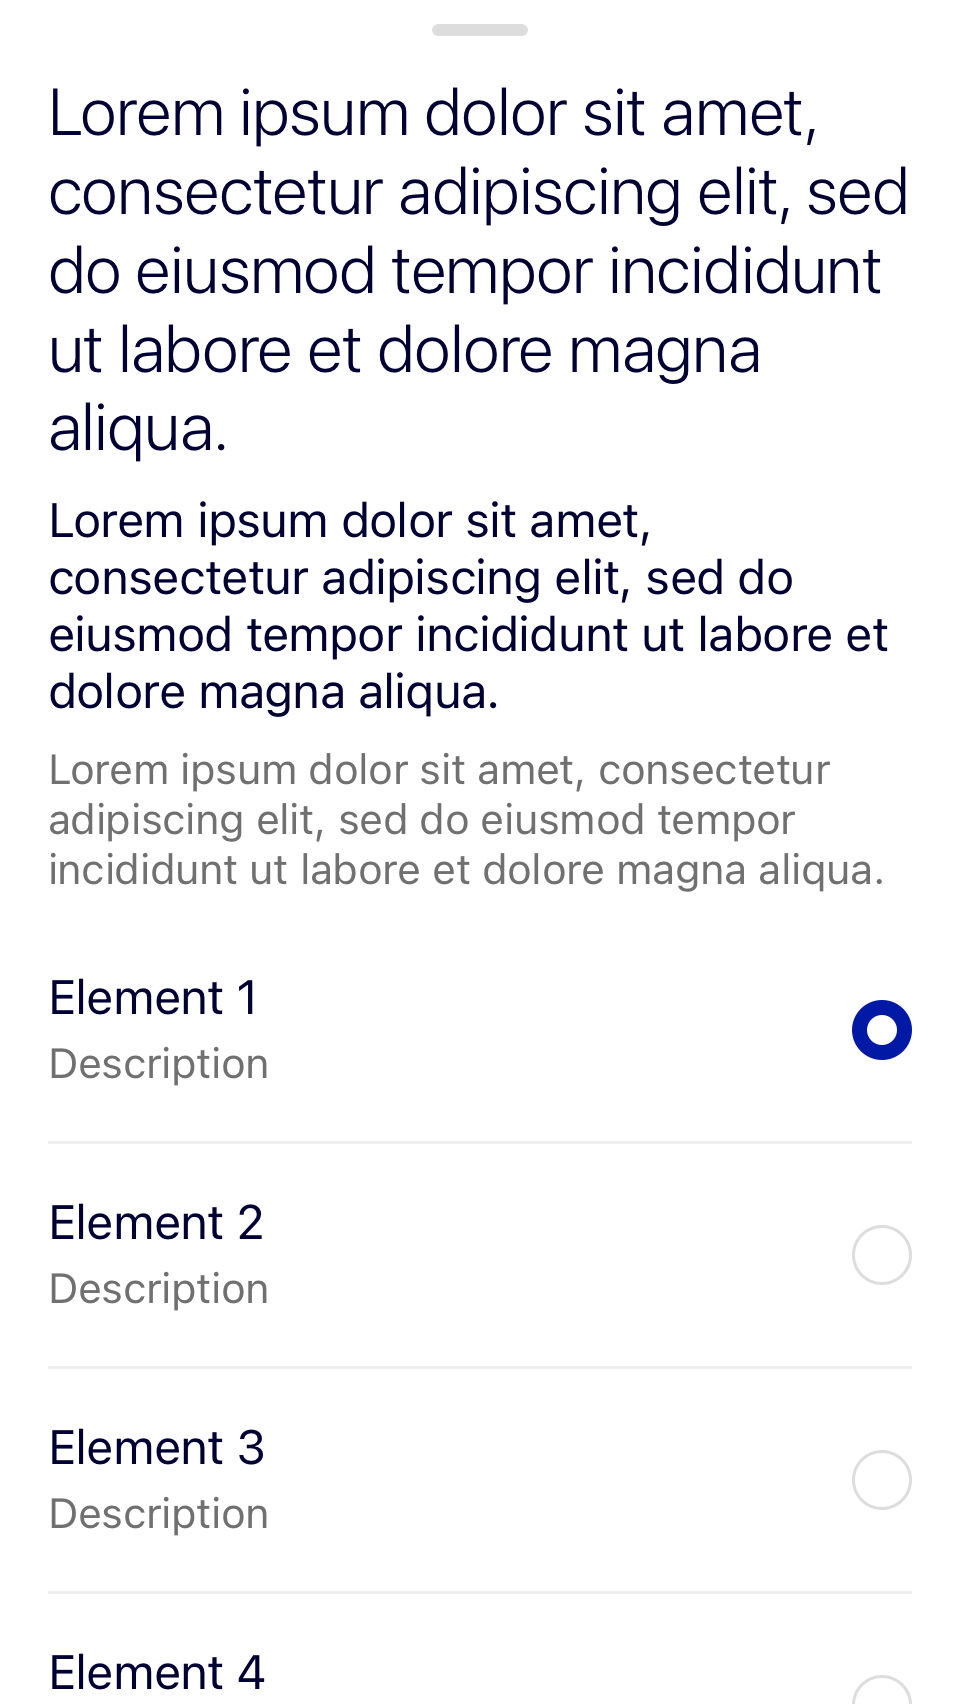 Lorem ipsum dolor sit amet,
consectetur adipiscing elit, sed
do eiusmod tempor incididunt
ut labore et dolore magna
aliqua.
Lorem ipsum dolor sit amet,
consectetur adipiscing elit, sed do
eiusmod tempor incididunt ut labore et
dolore magna aliqua.
Lorem ipsum dolor sit amet, consectetur
adipiscing elit, sed do eiusmod tempor
incididunt ut labore et dolore magna aliqua.
Element 1
Description
Element 2
Description
Element 3
Description
Element 4